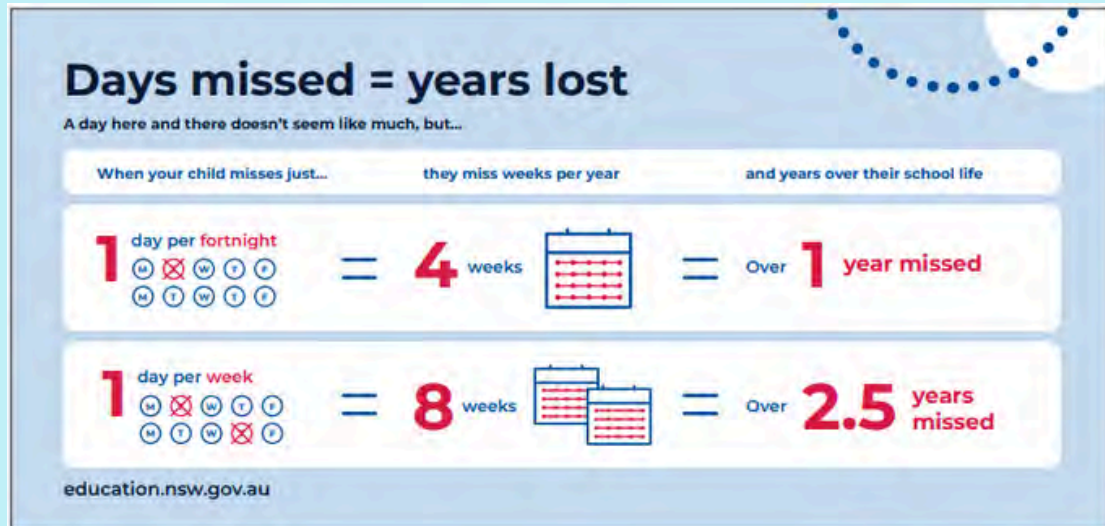 Days missed = years lost
A day here and there doesn't seem like much, but...
When your child misses just... they miss weeks per year and years over their school life
1 day per fortnight
M T W T F
M T W T F
= 4 weeks = Over 1 year missed
1 day per week
M T W T F
M T W T F
= 8 weeks = Over 2.5 years missed
education.nsw.gov.au